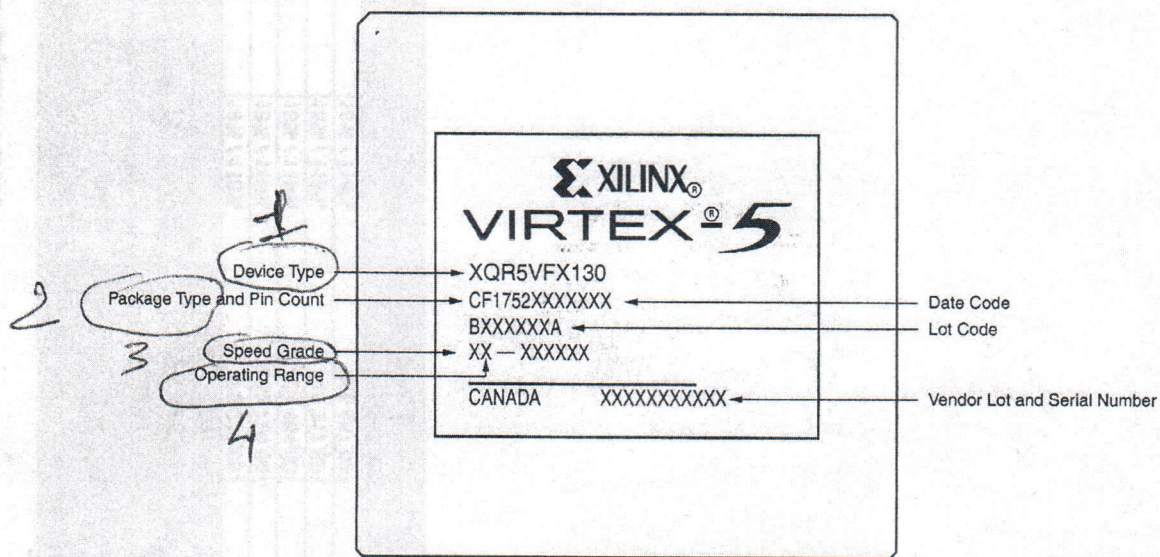 XILINX®
VIRTEX®-5
1
Device Type
XQR5VFX130
2
Package Type and Pin Count
CF1752XXXXXXX
Date Code
BXXXXXXA
Lot Code
3
Speed Grade
XX — XXXXXX
Operating Range
4
CANADA XXXXXXXXXXX
Vendor Lot and Serial Number